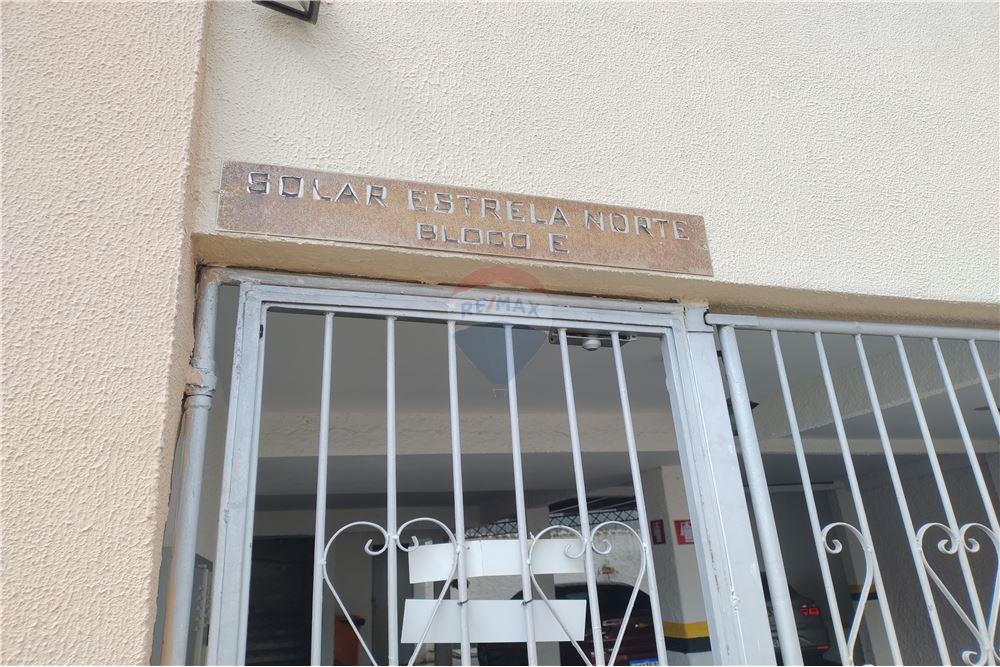 SOLAR ESTRELA NORTE
BLOCO E
RE/MAX